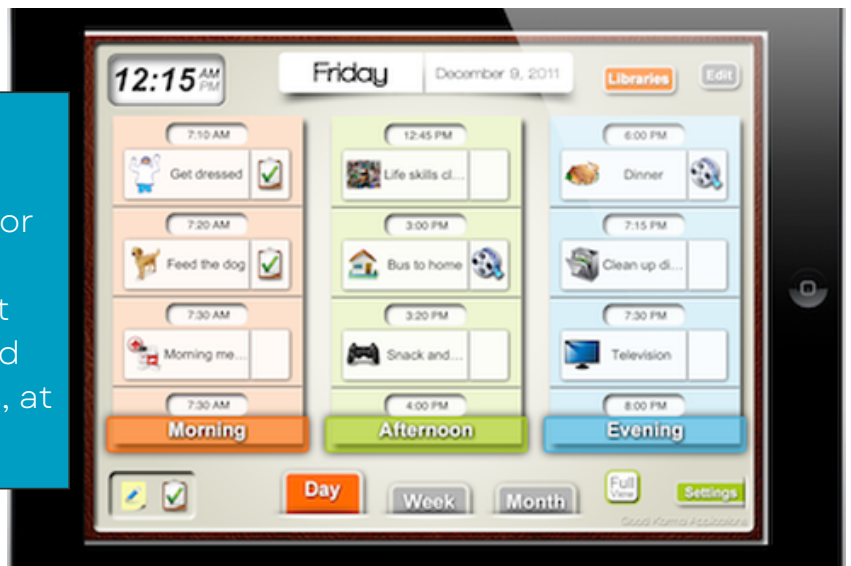 or
t
d
, at
12:15 AM PM
Friday
December 9, 2011
Libraries
Edit
7:10 AM
Get dressed
7:20 AM
Feed the dog
7:30 AM
Morning me...
7:30 AM
Morning
12:45 PM
Life skills cl...
3:00 PM
Bus to home
3:20 PM
Snack and...
4:00 PM
Afternoon
6:00 PM
Dinner
7:15 PM
Clean up di...
7:30 PM
Television
8:00 PM
Evening
Day
Week
Month
Full
View
Settings
Good Karma Applications